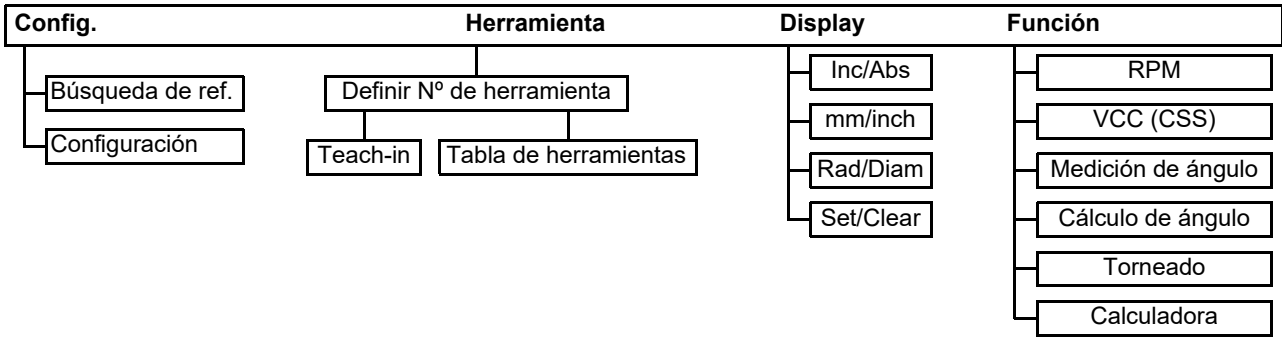 Config. Herramienta Display Función
Búsqueda de ref. Definir Nº de herramienta Inc/Abs RPM
mm/inch VCC (CSS)
Configuración Teach-in Tabla de herramientas Rad/Diam Medición de ángulo
Set/Clear Cálculo de ángulo
Torneado
Calculadora